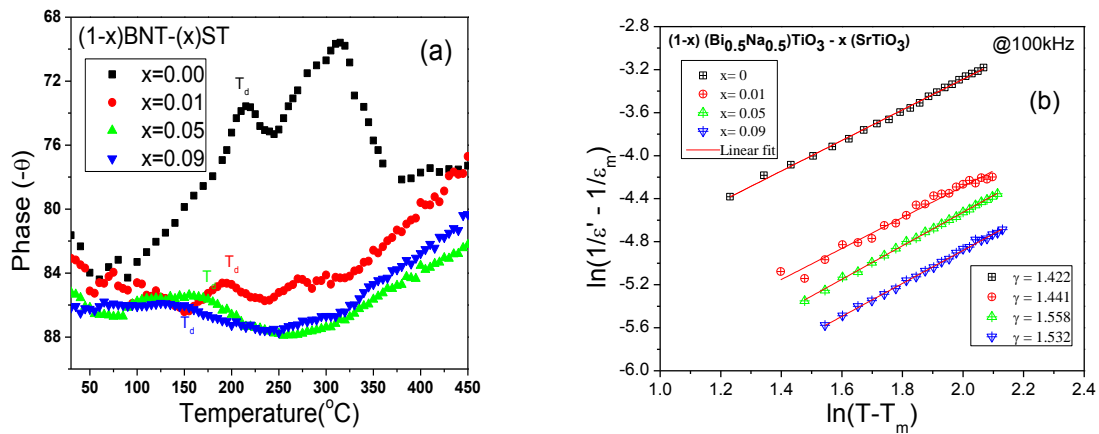 (1-x)BNT-(x)ST
(a)
x=0.00
x=0.01
x=0.05
x=0.09
T_d
T_d
T_d
T_d
68
72
76
80
84
88
Phase (-θ)
50 100 150 200 250 300 350 400 450
Temperature(°C)
(1-x) (Bi0.5Na0.5)TiO3 - x (SrTiO3)
@100kHz
(b)
x= 0
x= 0.01
x= 0.05
x= 0.09
Linear fit
γ = 1.422
γ = 1.441
γ = 1.558
γ = 1.532
-2.8
-3.2
-3.6
-4.0
-4.4
-4.8
-5.2
-5.6
-6.0
ln(1/ε' - 1/εm)
1.0 1.2 1.4 1.6 1.8 2.0 2.2 2.4
ln(T-Tm)